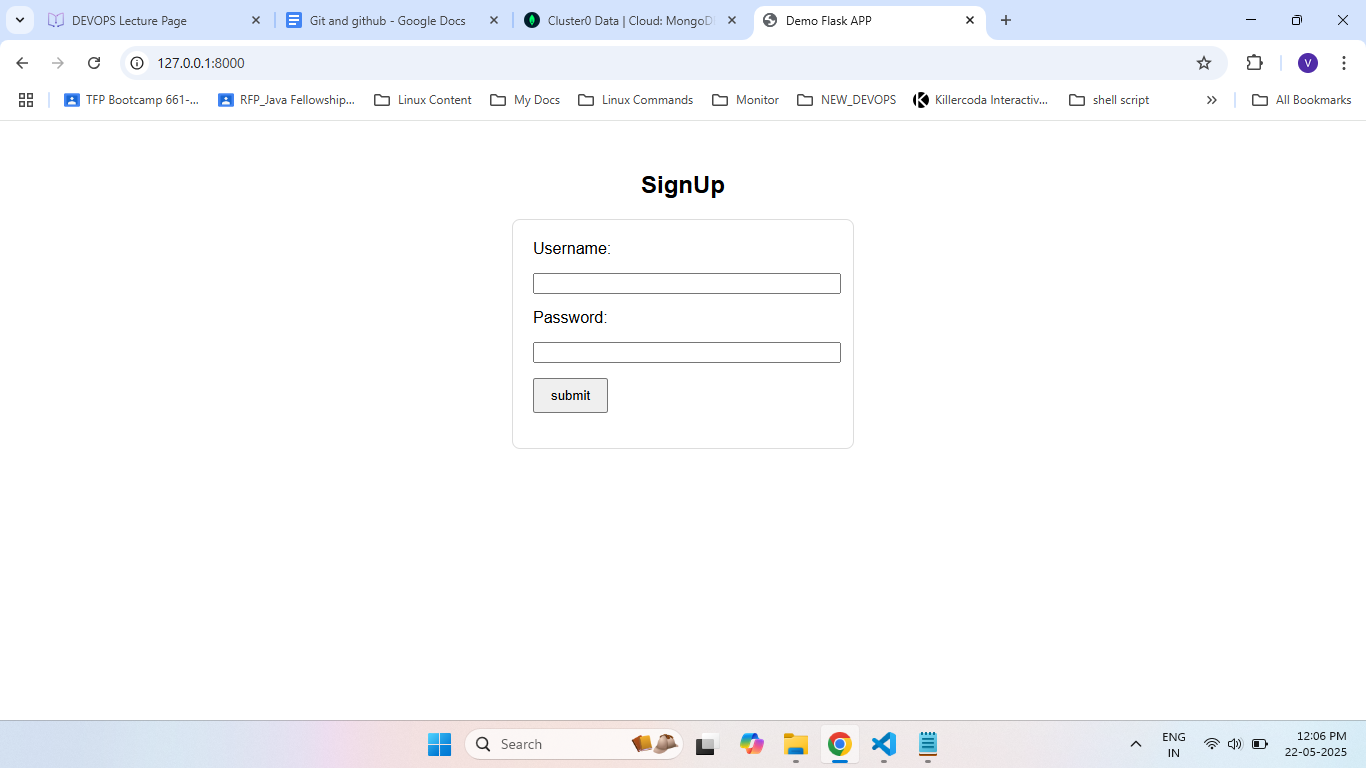 DEVOPS Lecture Page
Git and github - Google Docs
Cluster0 Data | Cloud: MongoD
Demo Flask APP
127.0.0.1:8000
V
TFP Bootcamp 661-...
RFP_Java Fellowship...
Linux Content
My Docs
Linux Commands
Monitor
NEW_DEVOPS
Killercoda Interactiv...
shell script
All Bookmarks
SignUp
Username:
Password:
submit
Search
ENG
IN
12:06 PM
22-05-2025